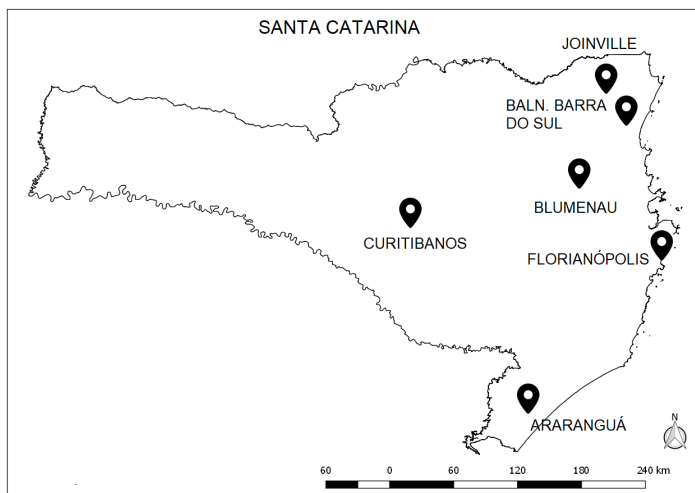 SANTA CATARINA
JOINVILLE
BALN. BARRA
DO SUL
BLUMENAU
CURITIBANOS
FLORIANÓPOLIS
ARARANGUÁ
N
60 0 60 120 180 240 km